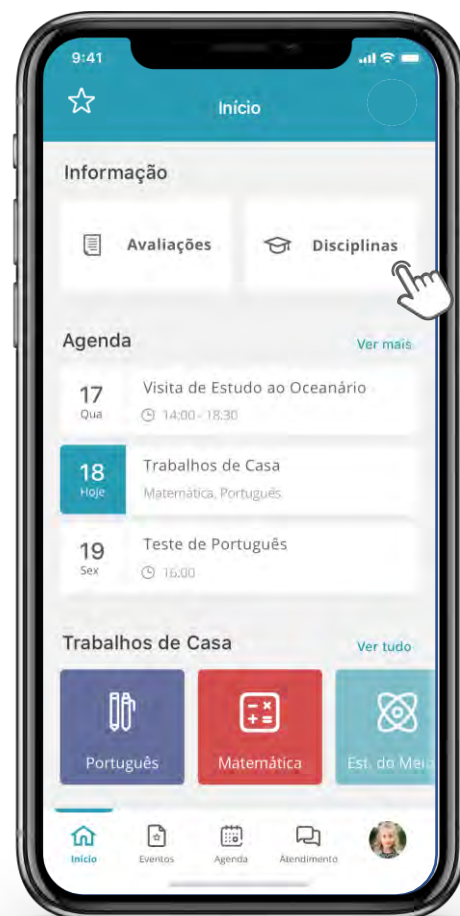 9:41
Início
Informação
Avaliações
Disciplinas
Agenda
Ver mais
17
Qua
Visita de Estudo ao Oceanário
14:00 - 18:30
18
Hoje
Trabalhos de Casa
Matemática, Português
19
Sex
Teste de Português
16:00
Trabalhos de Casa
Ver tudo
Português
Matemática
Est. do Meio
Início
Eventos
Agenda
Atendimento